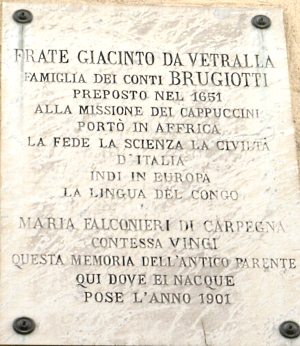 FRATE GIACINTO DA VETRALLA
FAMIGLIA DEI CONTI BRUGIOTTI
PREPOSTO NEL 1651
ALLA MISSIONE DEI CAPPUCCINI
PORTÒ IN AFFRICA
LA FEDE LA SCIENZA LA CIVILTÀ
D'ITALIA
INDI IN EUROPA
LA LINGUA DEL CONGO
MARIA FALCONIERI DI CARPEGNA
CONTESSA VINCI
QUESTA MEMORIA DELL'ANTICO PARENTE
QUI DOVE EI NACQUE
POSE L'ANNO 1901